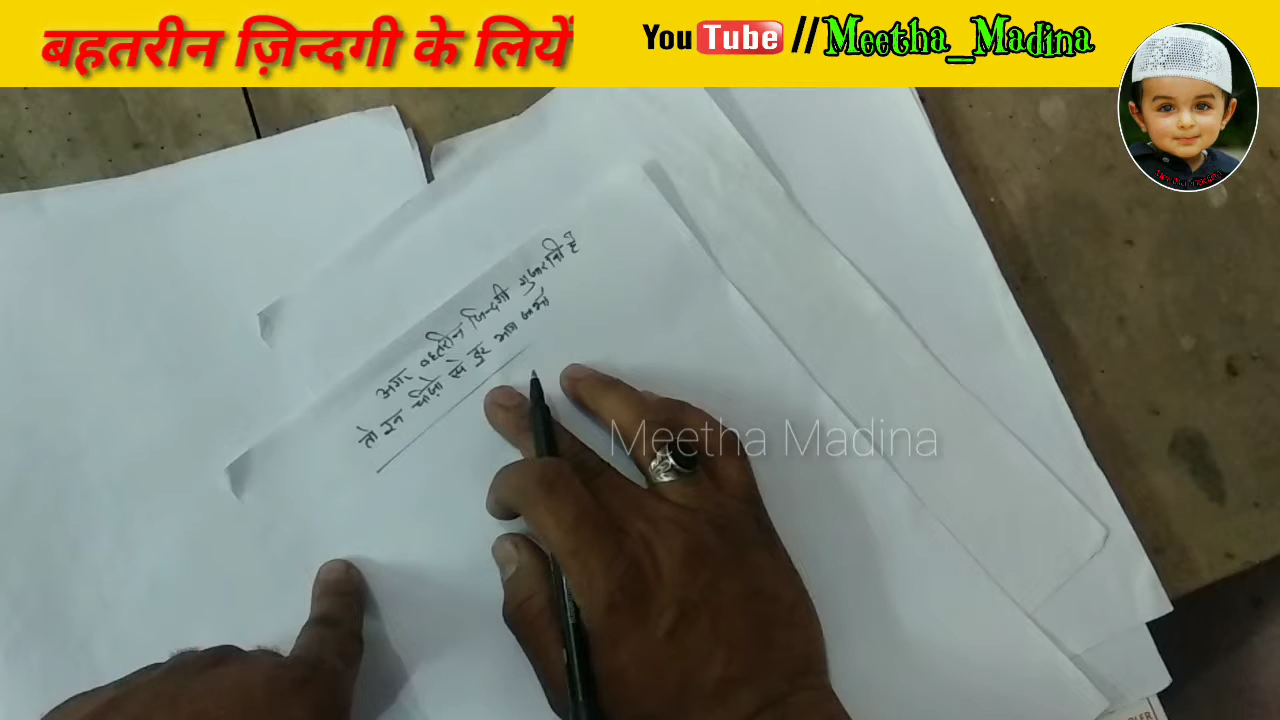 बहतरीन ज़िन्दगी के लियें
YouTube //Meetha_Madina
अगर बहतरीन ज़िन्दगी गुजारनी है
तो इन चीज़ो से दुर भाग जाओ
Meetha Madina